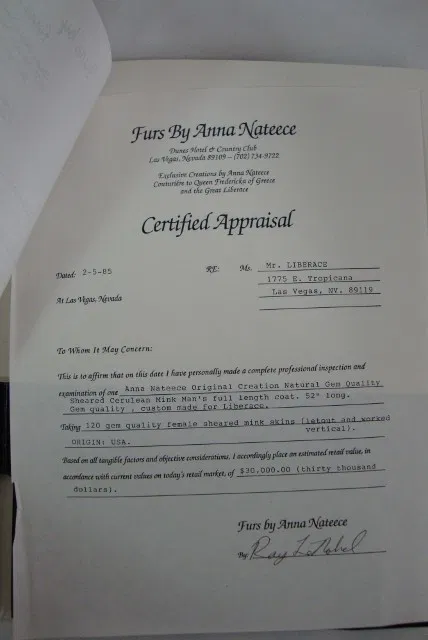 Furs By Anna Nateece
Dunes Hotel & Country Club
Las Vegas, Nevada 89109 – (702) 734-9722
Exclusive Creations by Anna Nateece
Couturière to Queen Fredericka of Greece
and the Great Liberace
Certified Appraisal
Dated: 2-5-85 RE: Ms. Mr. LIBERACE
1775 E. Tropicana
At Las Vegas, Nevada Las Vegas, NV. 89119
To Whom It May Concern:
This is to affirm that on this date I have personally made a complete professional inspection and
examination of one Anna Nateece Original Creation Natural Gem Quality
Sheared Cerulean Mink Man's full length coat. 52" long.
Gem quality , custom made for Liberace.
Taking 120 gem quality female sheared mink skins (letout and worked
vertical).
ORIGIN: USA.
Based on all tangible factors and objective considerations, I accordingly place an estimated retail value, in
accordance with current values on today's retail market, of $30,000.00 (thirty thousand
dollars).
Furs by Anna Nateece
By: